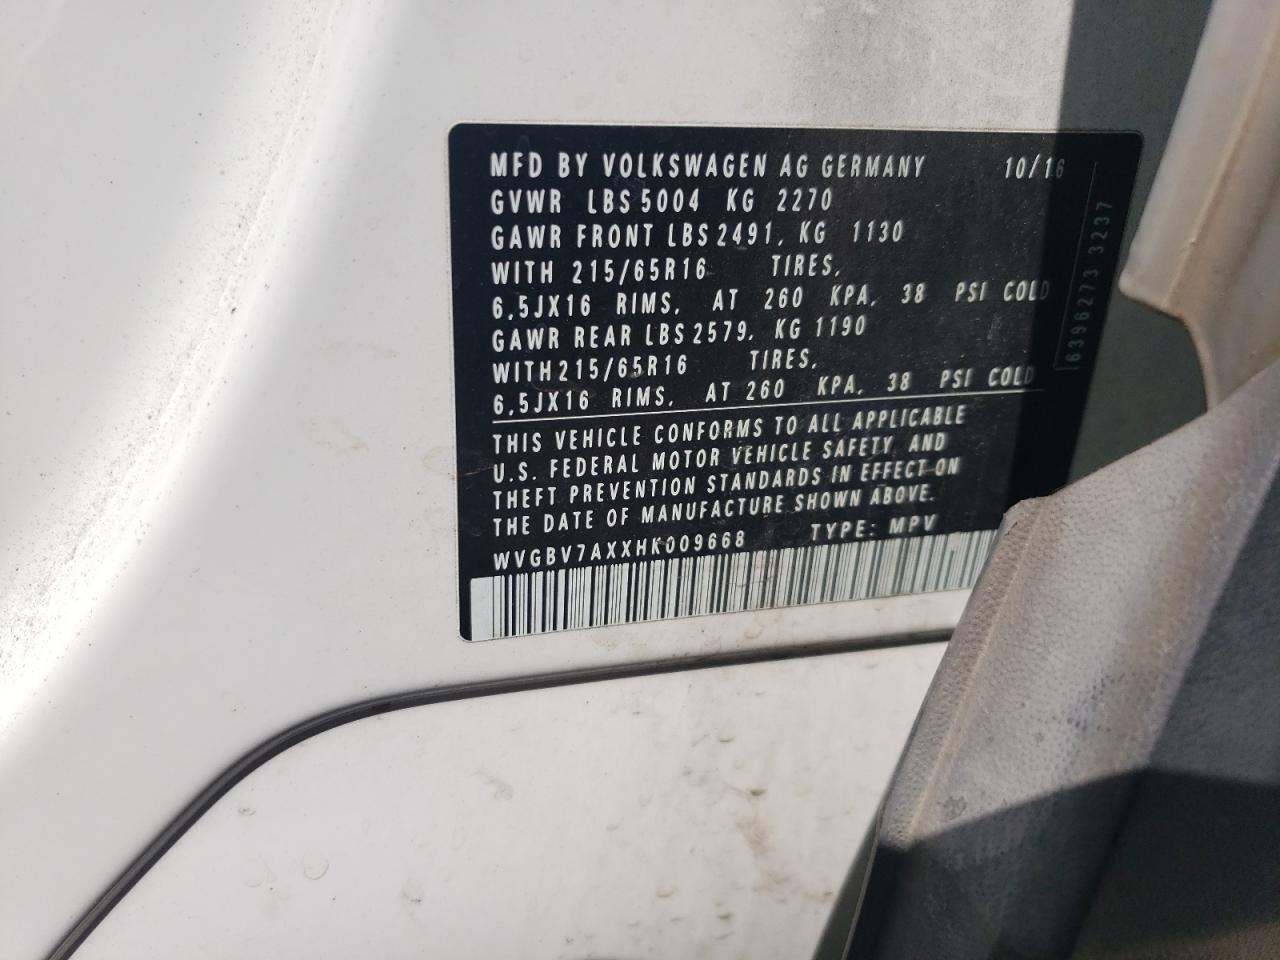 MFD BY VOLKSWAGEN AG GERMANY 10/16
GVWR LBS 5004 KG 2270
GAWR FRONT LBS 2491, KG 1130
WITH 215/65R16 TIRES,
6,5JX16 RIMS, AT 260 KPA, 38 PSI COLD
GAWR REAR LBS 2579, KG 1190
WITH 215/65R16 TIRES,
6,5JX16 RIMS, AT 260 KPA, 38 PSI COLD
THIS VEHICLE CONFORMS TO ALL APPLICABLE
U.S. FEDERAL MOTOR VEHICLE SAFETY, AND
THEFT PREVENTION STANDARDS IN EFFECT ON
THE DATE OF MANUFACTURE SHOWN ABOVE.
WVGBV7AXXHK009668 TYPE: MPV
6396273 3237